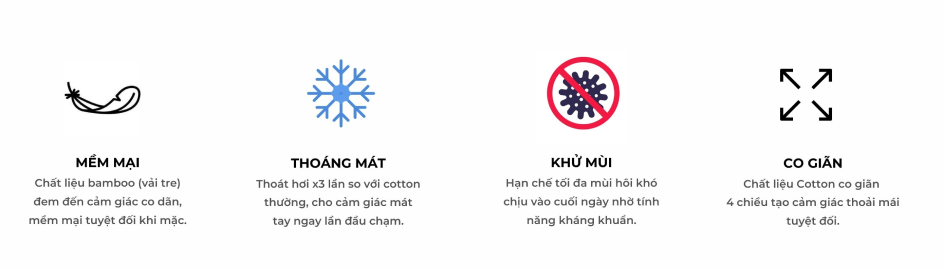 MỀM MẠI
Chất liệu bamboo (vải tre)
đem đến cảm giác co dãn,
mềm mại tuyệt đối khi mặc.
THOÁNG MÁT
Thoát hơi x3 lần so với cotton
thường, cho cảm giác mát
tay ngay lần đầu chạm.
KHỬ MÙI
Hạn chế tối đa mùi hôi khó
chịu vào cuối ngày nhờ tính
năng kháng khuẩn.
CO GIÃN
Chất liệu Cotton co giãn
4 chiều tạo cảm giác thoải mái
tuyệt đối.